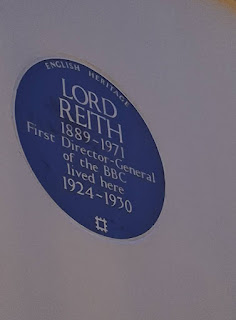 ENGLISH HERITAGE
LORD
REITH
1889-1971
First Director-General
of the BBC
lived here
1924-1930